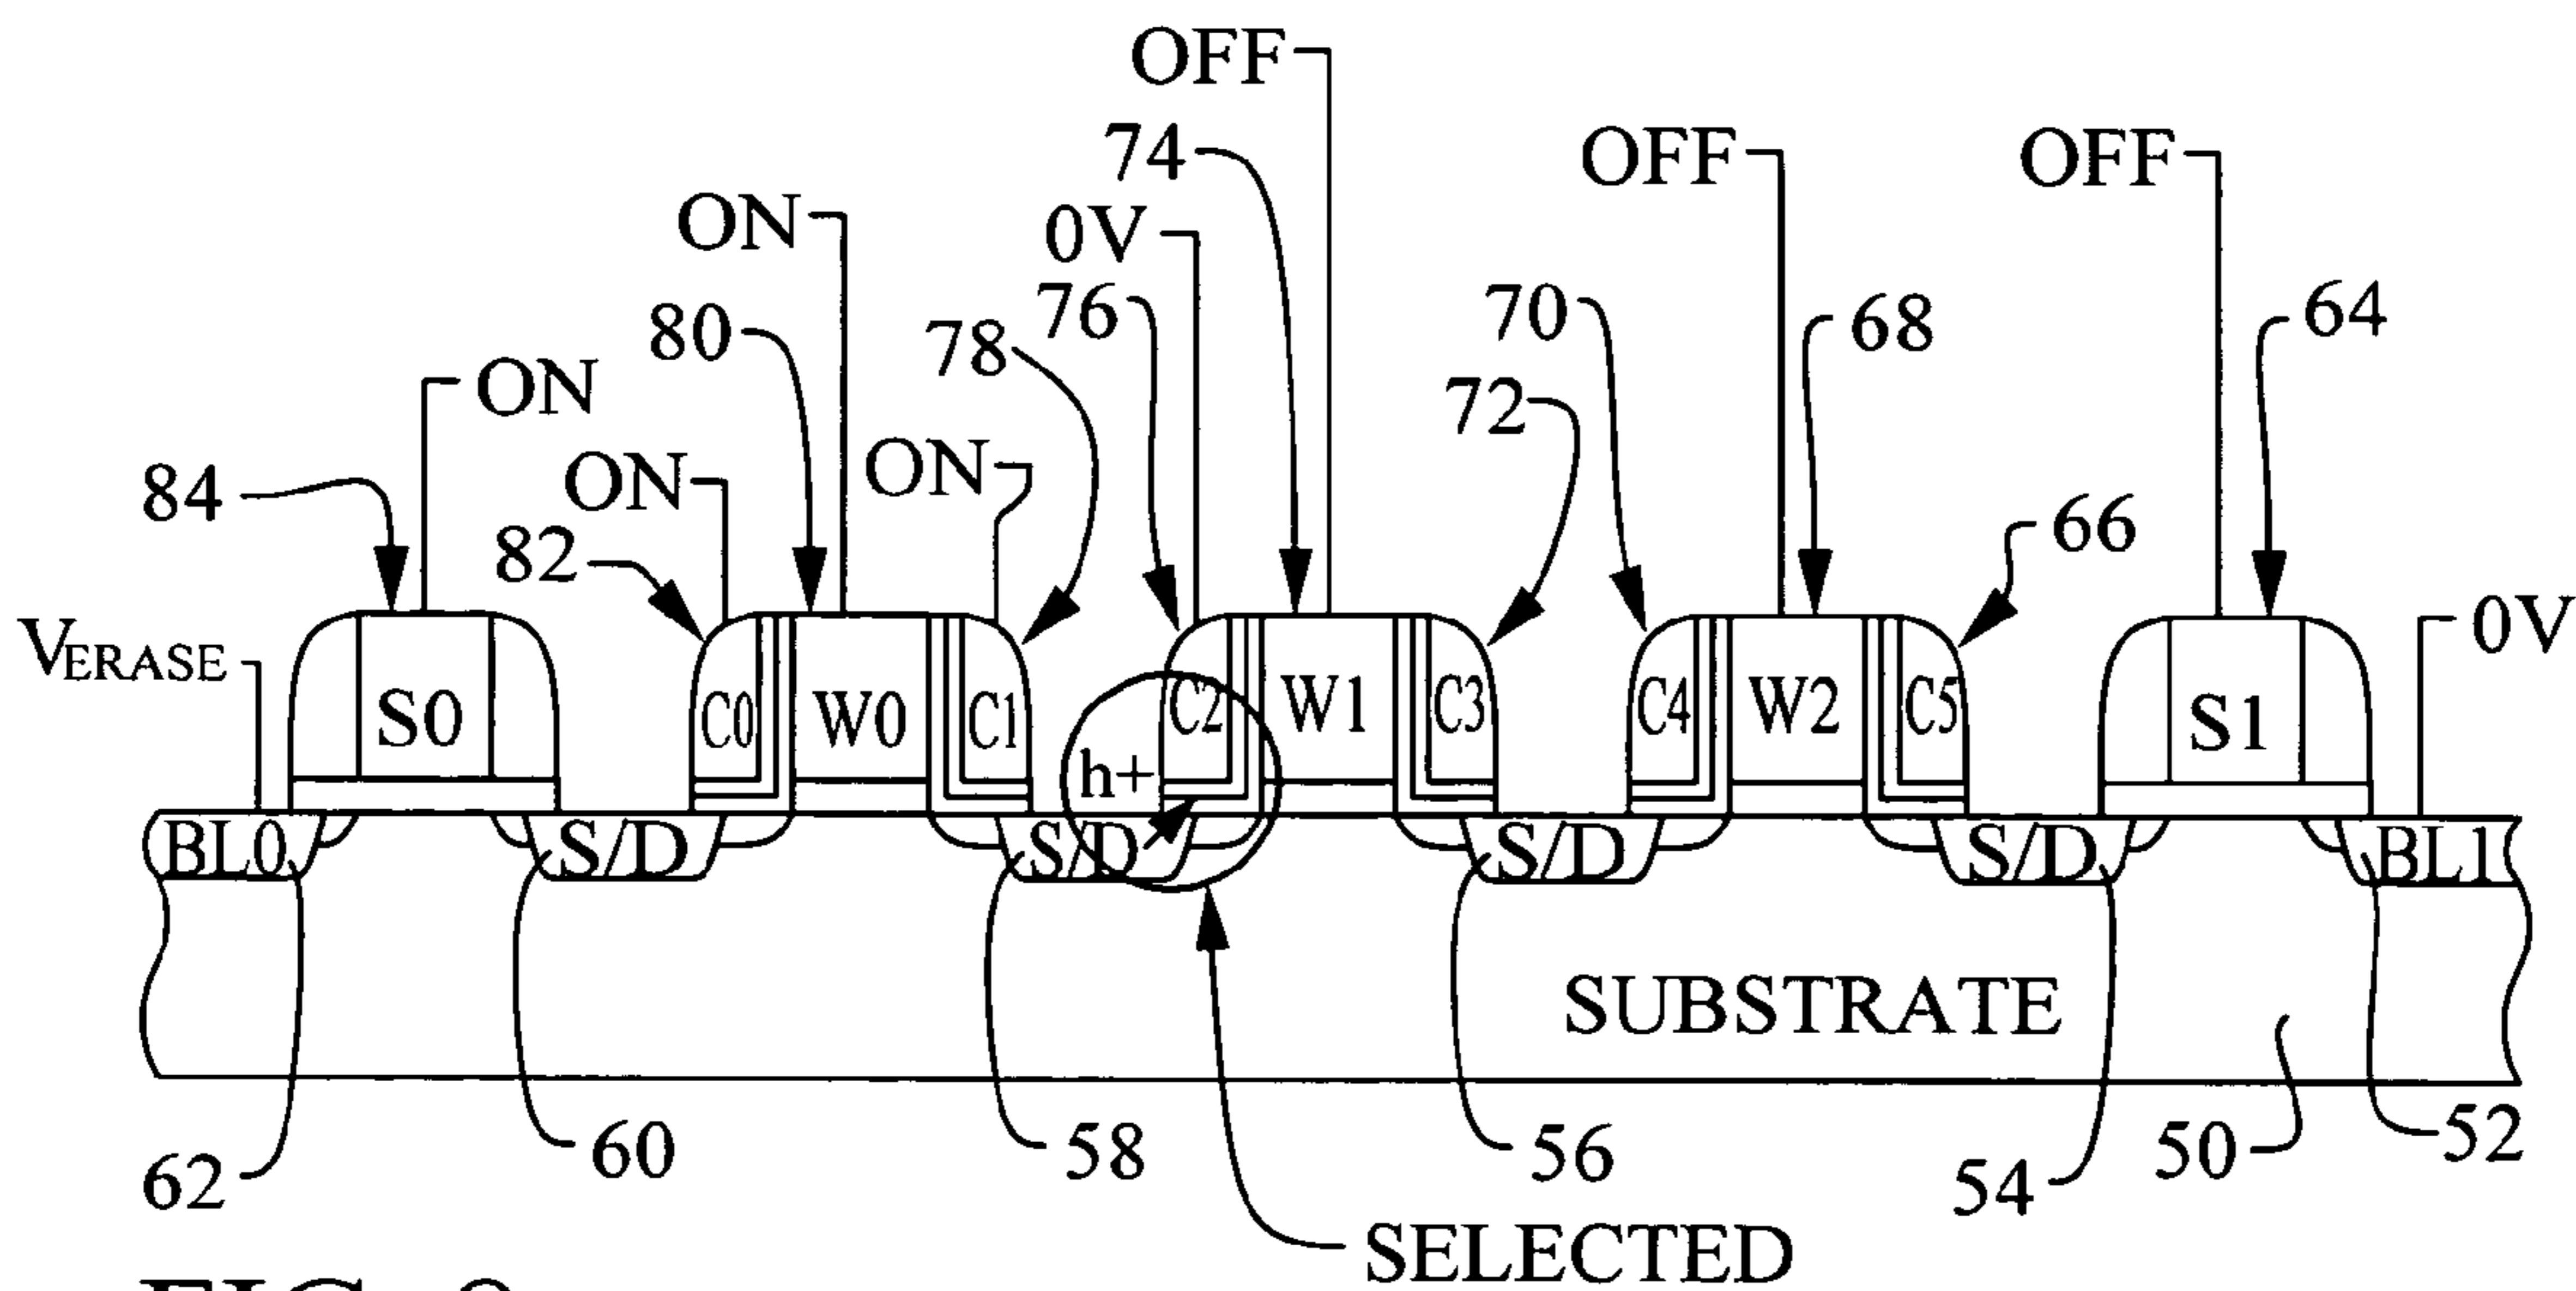 OFF
74
OFF
OFF
ON
0V
80
78
76
70
68
64
ON
72
84
ON
ON
82
66
VERASE
0V
S0
C0
W0
C1
C2
W1
C3
C4
W2
C5
S1
h+
BL0
S/D
S/D
S/D
S/D
BL1
SUBSTRATE
62
60
58
56
54
50
52
SELECTED